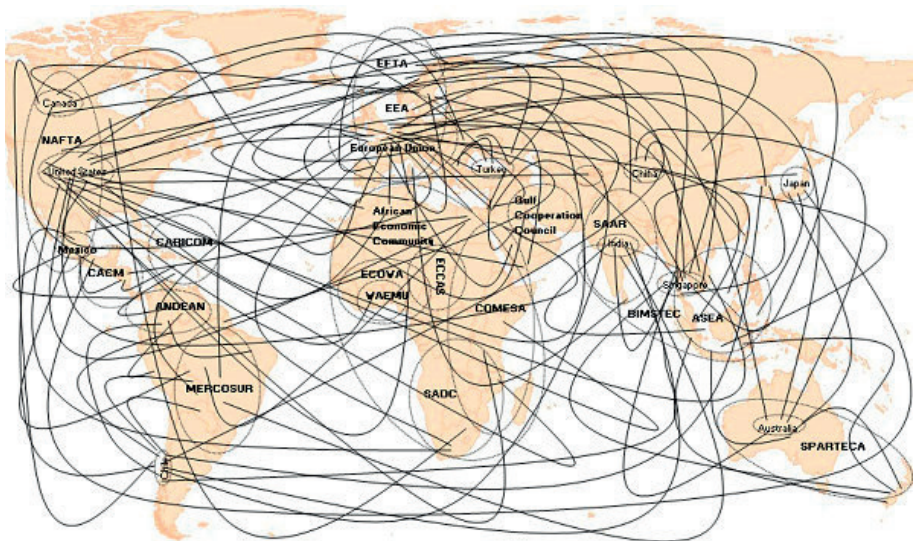 EFTA
Canada
EEA
NAFTA
European Union
United States
Turkey
China
Japan
African
Economic
Community
Gulf
Cooperation
Council
SAAR
India
Mexico
CARICOM
CACM
ECOWA
ECCAS
Singapore
WAEMU
ANDEAN
COMESA
BIMSTEC
ASEA
MERCOSUR
SADC
Australia
SPARTECA
Chile